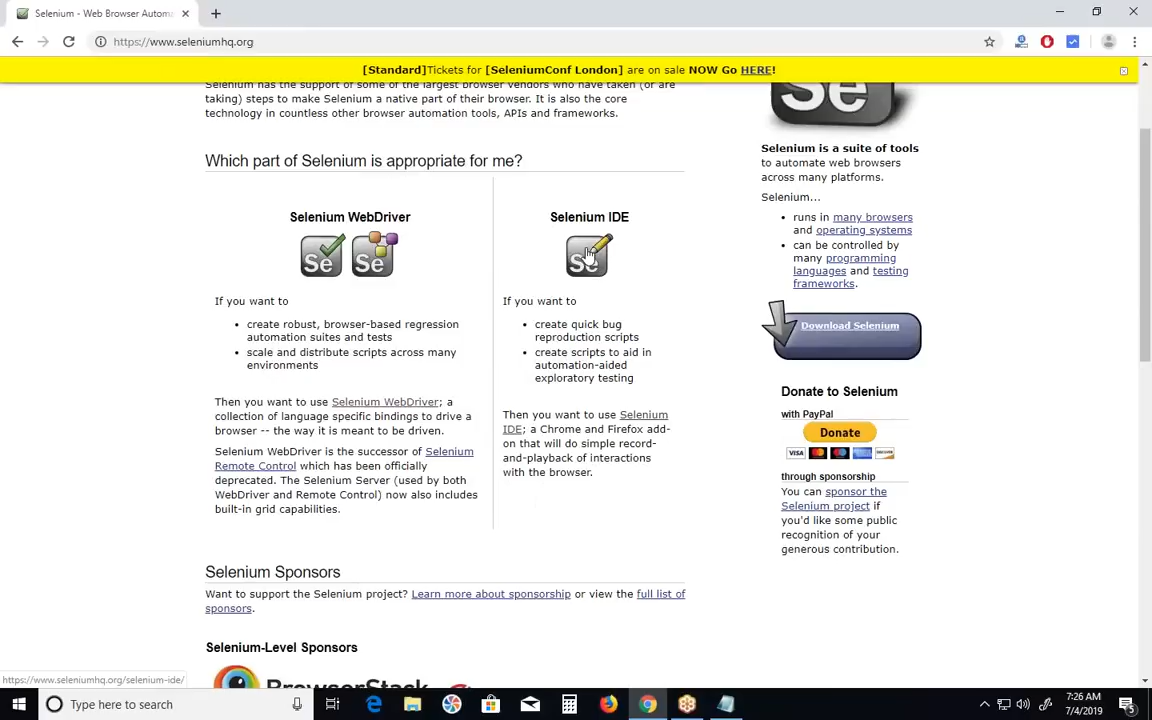 Selenium - Web Browser Automa
https://www.seleniumhq.org
[Standard]Tickets for [SeleniumConf London] are on sale NOW Go HERE!
Selenium has the support of some of the largest browser vendors who have taken (or are
taking) steps to make Selenium a native part of their browser. It is also the core
technology in countless other browser automation tools, APIs and frameworks.
Which part of Selenium is appropriate for me?
Selenium WebDriver
Se
Se
If you want to
create robust, browser-based regression
automation suites and tests
scale and distribute scripts across many
environments
Then you want to use Selenium WebDriver; a
collection of language specific bindings to drive a
browser -- the way it is meant to be driven.
Selenium WebDriver is the successor of Selenium
Remote Control which has been officially
deprecated. The Selenium Server (used by both
WebDriver and Remote Control) now also includes
built-in grid capabilities.
Selenium IDE
Se
If you want to
create quick bug
reproduction scripts
create scripts to aid in
automation-aided
exploratory testing
Then you want to use Selenium
IDE; a Chrome and Firefox add-
on that will do simple record-
and-playback of interactions
with the browser.
Selenium Sponsors
Want to support the Selenium project? Learn more about sponsorship or view the full list of
sponsors.
Selenium-Level Sponsors
BrowserStack
Se
Selenium is a suite of tools
to automate web browsers
across many platforms.
Selenium...
runs in many browsers
and operating systems
can be controlled by
many programming
languages and testing
frameworks.
Download Selenium
Donate to Selenium
with PayPal
Donate
VISA
through sponsorship
You can sponsor the
Selenium project if
you'd like some public
recognition of your
generous contribution.
https://www.seleniumhq.org/selenium-ide/
Type here to search
7:26 AM
7/4/2019
5